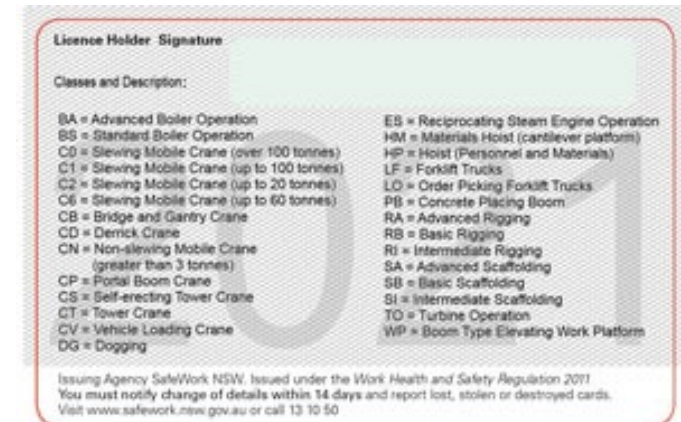 Licence Holder Signature
Classes and Description:
BA = Advanced Boiler Operation
BS = Standard Boiler Operation
C0 = Slewing Mobile Crane (over 100 tonnes)
C1 = Slewing Mobile Crane (up to 100 tonnes)
C2 = Slewing Mobile Crane (up to 20 tonnes)
C6 = Slewing Mobile Crane (up to 60 tonnes)
CB = Bridge and Gantry Crane
CD = Derrick Crane
CN = Non-slewing Mobile Crane
(greater than 3 tonnes)
CP = Portal Boom Crane
CS = Self-erecting Tower Crane
CT = Tower Crane
CV = Vehicle Loading Crane
DG = Dogging
ES = Reciprocating Steam Engine Operation
HM = Materials Hoist (cantilever platform)
HP = Hoist (Personnel and Materials)
LF = Forklift Trucks
LO = Order Picking Forklift Trucks
PB = Concrete Placing Boom
RA = Advanced Rigging
RB = Basic Rigging
RI = Intermediate Rigging
SA = Advanced Scaffolding
SB = Basic Scaffolding
SI = Intermediate Scaffolding
TO = Turbine Operation
WP = Boom Type Elevating Work Platform
Issuing Agency SafeWork NSW. Issued under the Work Health and Safety Regulation 2011
You must notify change of details within 14 days and report lost, stolen or destroyed cards.
Visit www.safework.nsw.gov.au or call 13 10 50